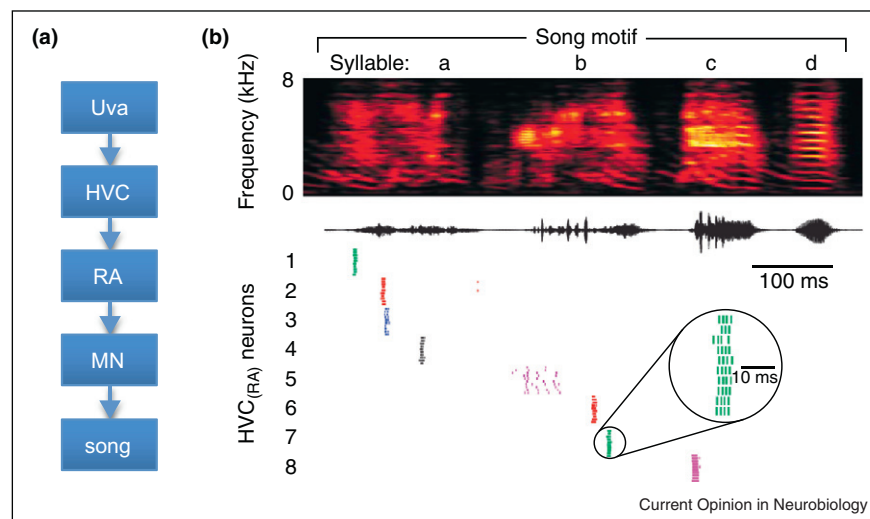 (a)
Uva
HVC
RA
MN
song
(b)
Song motif
Syllable: a b c d
Frequency (kHz)
8
0
100 ms
HVC(RA) neurons
1
2
3
4
5
6
7
8
10 ms
Current Opinion in Neurobiology